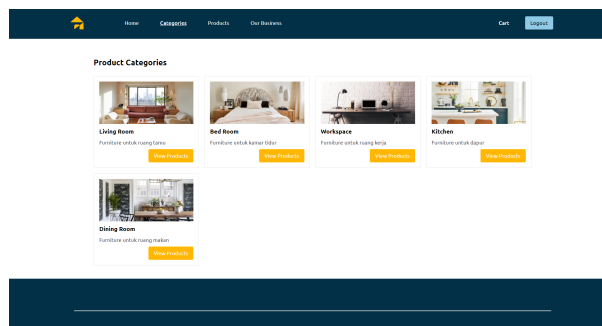 Home Categories Products Our Business Cart Logout
Product Categories
Living Room
Furniture untuk ruang tamu
View Products
Bed Room
Furniture untuk kamar tidur
View Products
Workspace
Furniture untuk ruang kerja
View Products
Kitchen
Furniture untuk dapur
View Products
Dining Room
Furniture untuk ruang makan
View Products